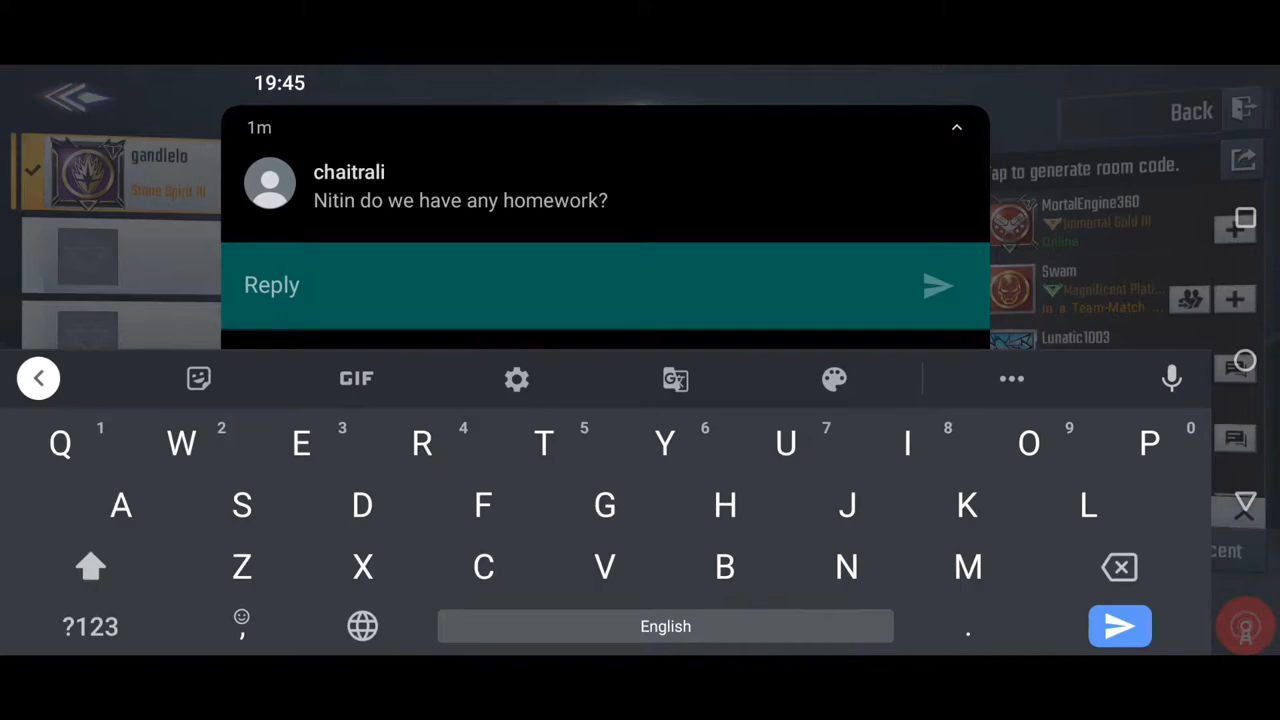 19:45
1m
chaitrali
Nitin do we have any homework?
Reply
Back
gandlelo
Stone Spirit III
ap to generate room code.
MortalEngine360
Immortal Gold III
Online
Swam
Magnificent Plati...
In a Team-Match ...
Lunatic1003
cent
GIF
Q 1 W 2 E 3 R 4 T 5 Y 6 U 7 I 8 O 9 P 0
A S D F G H J K L
Z X C V B N M
?123 , English .